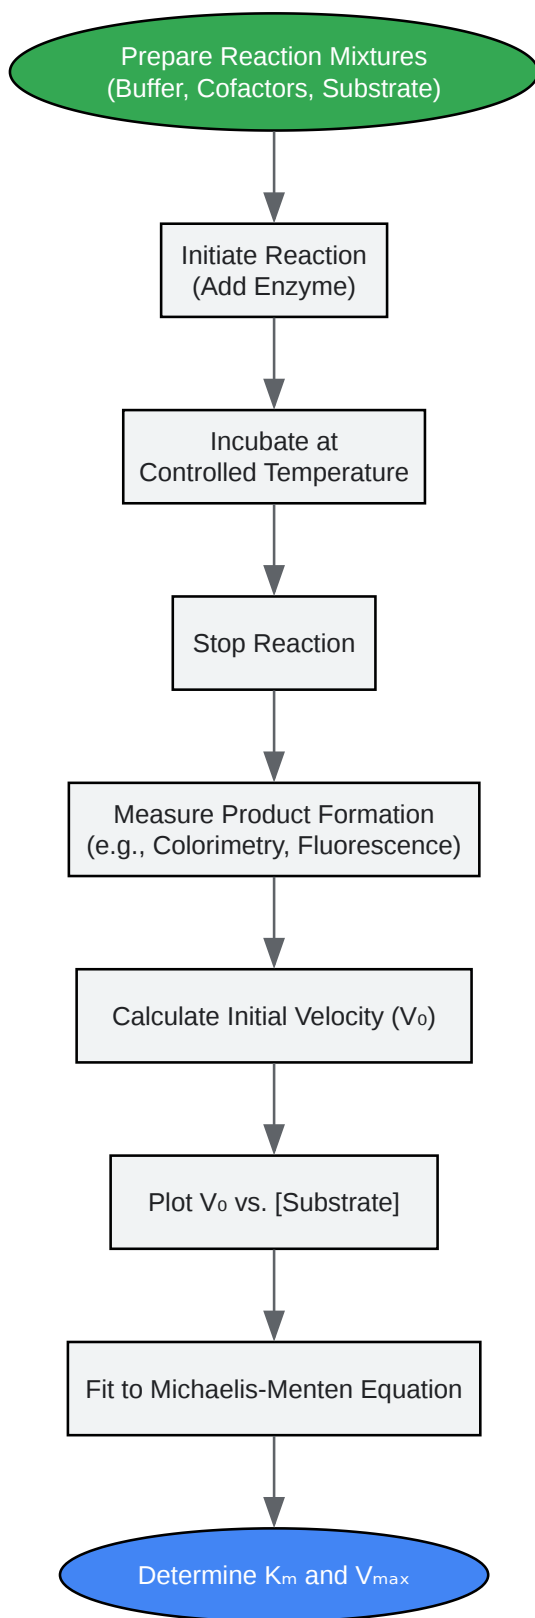 Prepare Reaction Mixtures
(Buffer, Cofactors, Substrate)
Initiate Reaction
(Add Enzyme)
Incubate at
Controlled Temperature
Stop Reaction
Measure Product Formation
(e.g., Colorimetry, Fluorescence)
Calculate Initial Velocity (V₀)
Plot V₀ vs. [Substrate]
Fit to Michaelis-Menten Equation
Determine Kₘ and Vₘₐₓ